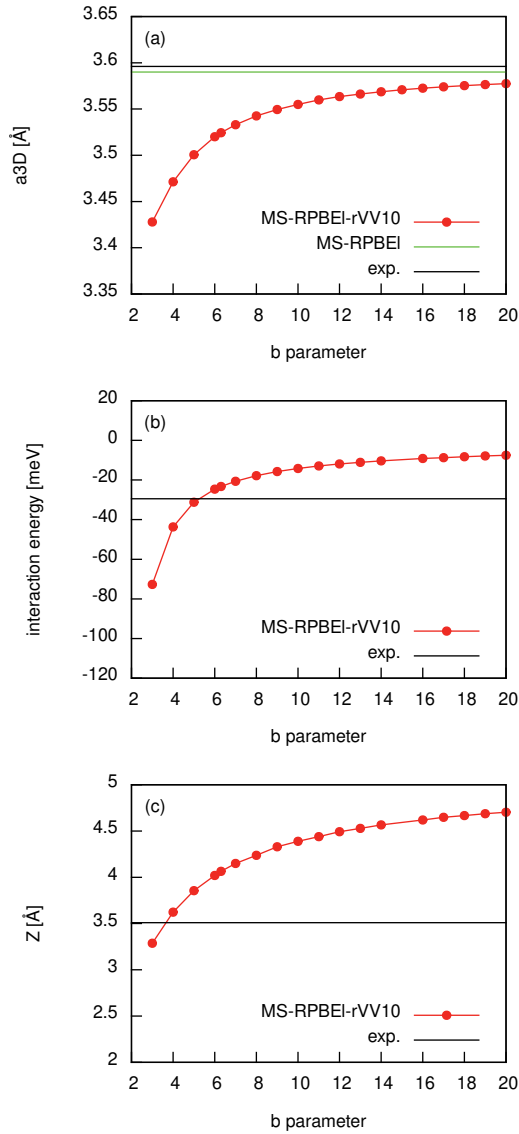 3.65
(a)
3.6
3.55
a3D [Å]
3.5
3.45
MS-RPBEl-rVV10
MS-RPBEl
3.4
exp.
3.35
2 4 6 8 10 12 14 16 18 20
b parameter
20
(b)
0
-20
interaction energy [meV]
-40
-60
-80
MS-RPBEl-rVV10
-100
exp.
-120
2 4 6 8 10 12 14 16 18 20
b parameter
5
(c)
4.5
4
Z [Å]
3.5
3
MS-RPBEl-rVV10
2.5
exp.
2
2 4 6 8 10 12 14 16 18 20
b parameter